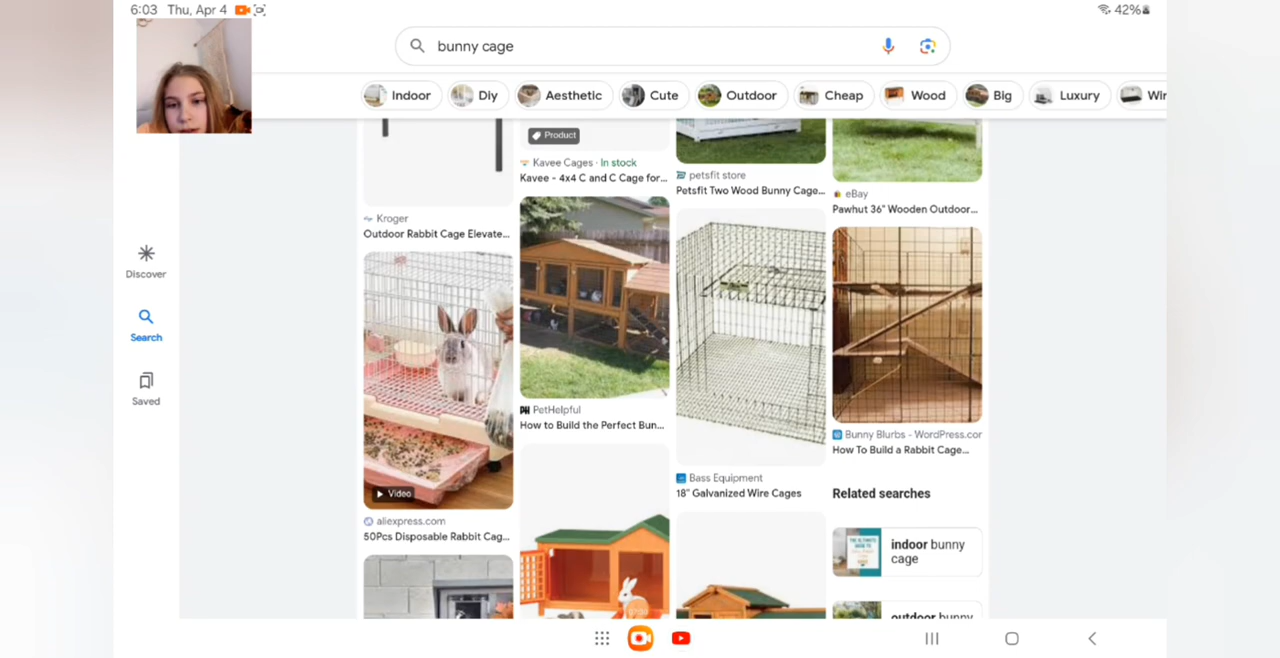 6:03 Thu, Apr 4
42%
bunny cage
Indoor
Diy
Aesthetic
Cute
Outdoor
Cheap
Wood
Big
Luxury
Wir
Discover
Search
Saved
Kroger
Outdoor Rabbit Cage Elevate...
Video
aliexpress.com
50Pcs Disposable Rabbit Cag...
Product
Kavee Cages · In stock
Kavee - 4x4 C and C Cage for...
PetHelpful
How to Build the Perfect Bun...
petsfit store
Petsfit Two Wood Bunny Cage...
Bass Equipment
18" Galvanized Wire Cages
eBay
Pawhut 36" Wooden Outdoor...
Bunny Blurbs - WordPress.cor
How To Build a Rabbit Cage...
Related searches
indoor bunny
cage
outdoor bunny